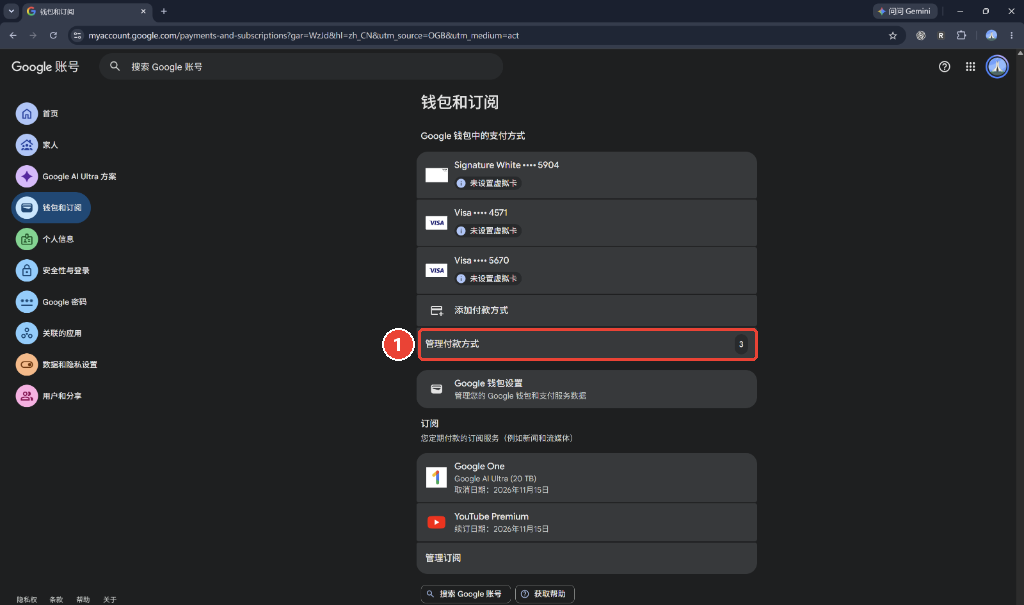 钱包和订阅
问问 Gemini
myaccount.google.com/payments-and-subscriptions?gar=WzJd&hl=zh_CN&utm_source=OGB&utm_medium=act
R
Google 账号
搜索 Google 账号
首页
家人
Google AI Ultra 方案
钱包和订阅
个人信息
安全性与登录
Google 密码
关联的应用
数据和隐私设置
用户和分享
钱包和订阅
Google 钱包中的支付方式
Signature White •••• 5904
未设置虚拟卡
VISA
Visa •••• 4571
未设置虚拟卡
VISA
Visa •••• 5670
未设置虚拟卡
添加付款方式
1
管理付款方式
3
Google 钱包设置
管理您的 Google 钱包和支付服务数据
订阅
您定期付款的订阅服务（例如新闻和流媒体）
Google One
Google AI Ultra (20 TB)
取消日期：2026年11月15日
YouTube Premium
续订日期：2026年11月15日
管理订阅
搜索 Google 账号
获取帮助
隐私权
条款
帮助
关于